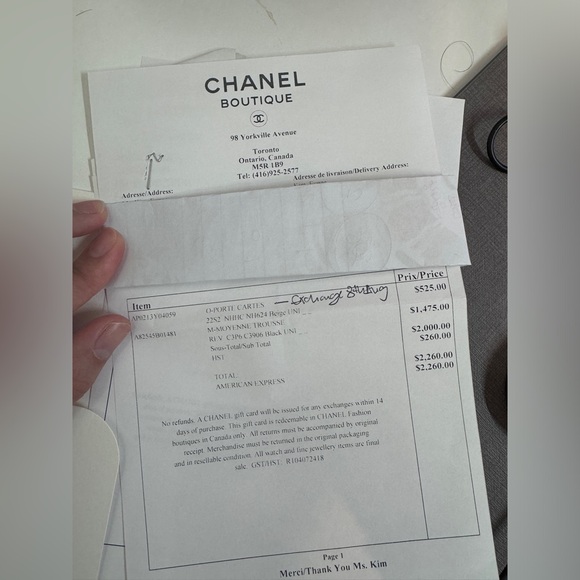 CHANEL
BOUTIQUE
98 Yorkville Avenue
Toronto
Ontario, Canada
M5R 1B9
Tel: (416)925-2577
Adresse/Address:
Adresse de livraison/Delivery Address:
Item
Prix/Price
O-PORTE CARTES — Exchange $525.00
AP0213Y04059 22S2 NH624 Beige UNI _ _
M-MOYENNE TROUSSE $1,475.00
A82545B01481 REV. C3P6 C3906 Black UNI _ _
Sous-Total/Sub Total $2,000.00
HST $260.00
TOTAL $2,260.00
AMERICAN EXPRESS $2,260.00
No refunds. A CHANEL gift card will be issued for any exchanges within 14
days of purchase. This gift card is redeemable in CHANEL Fashion
boutiques in Canada only. All returns must be accompanied by original
receipt. Merchandise must be returned in the original packaging
and in resellable condition. All watch and fine jewellery items are final
sale. GST/HST: R104072418
Page 1
Merci/Thank You Ms. Kim